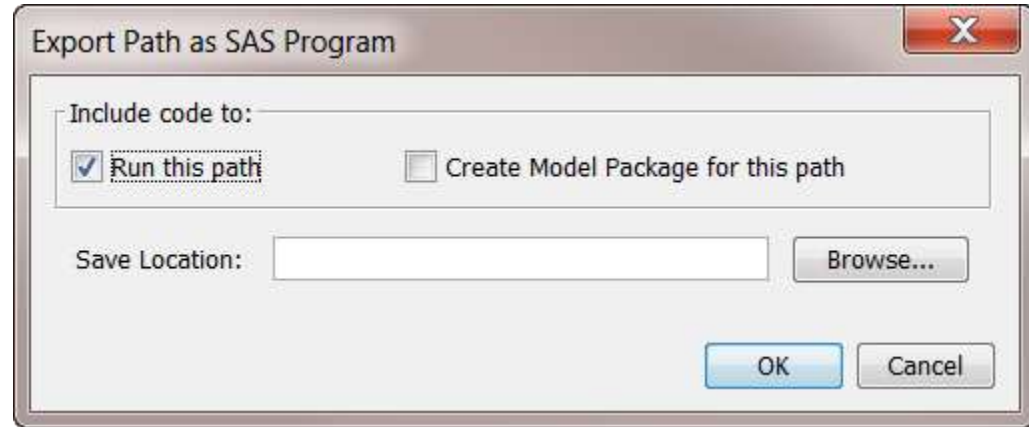 Export Path as SAS Program
Include code to:
Run this path Create Model Package for this path
Save Location: Browse...
OK Cancel